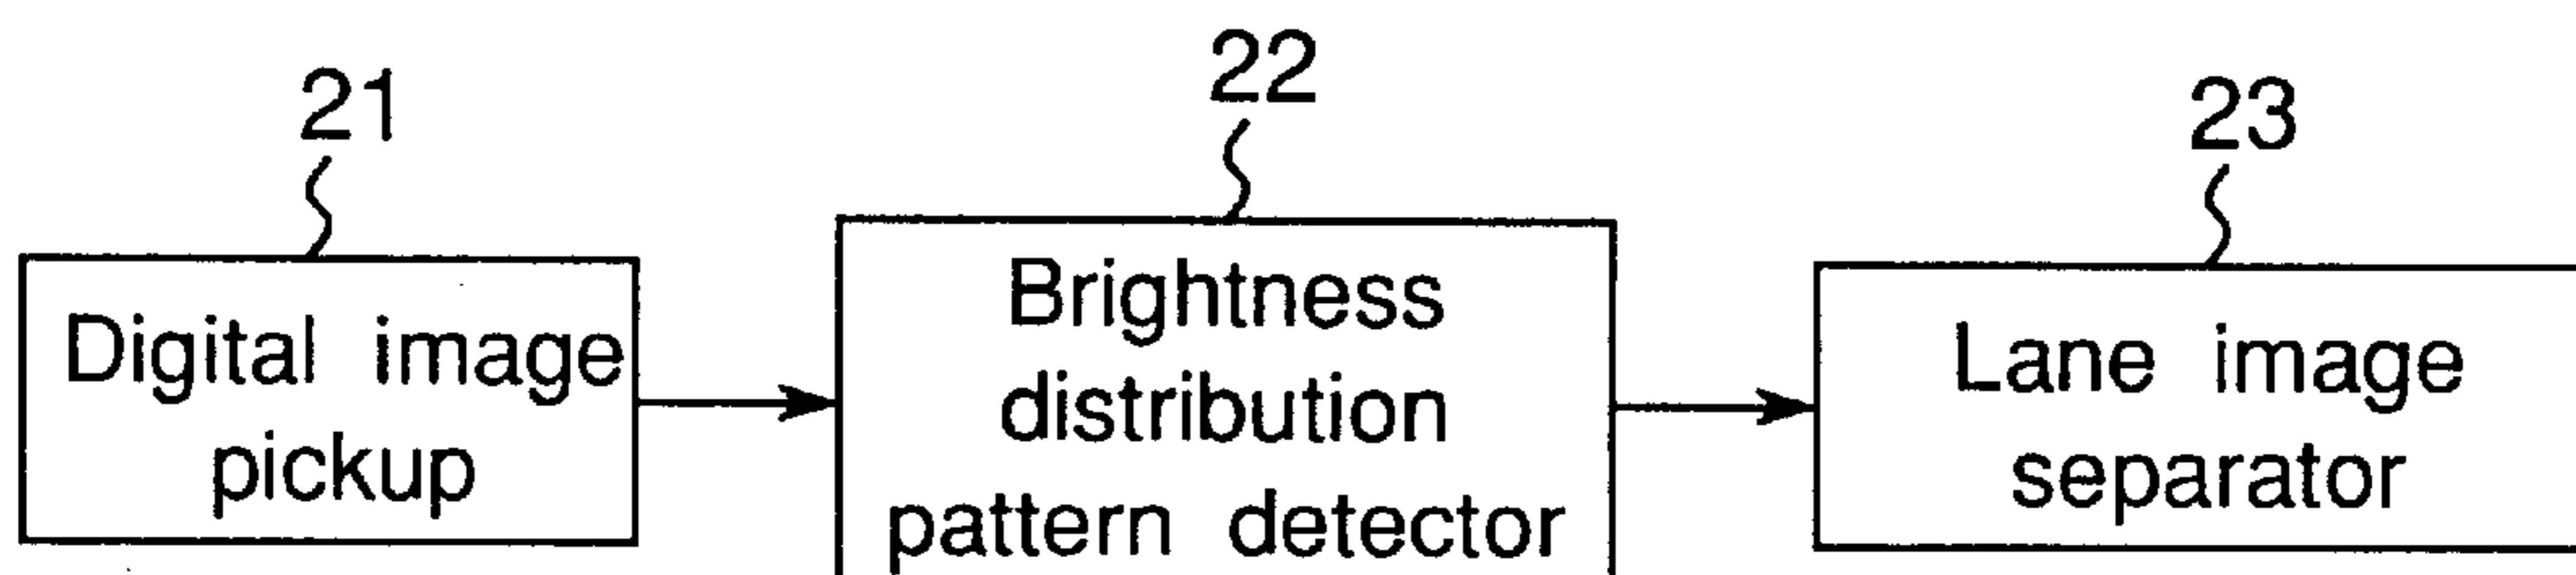 21
Digital image
pickup
22
Brightness
distribution
pattern detector
23
Lane image
separator